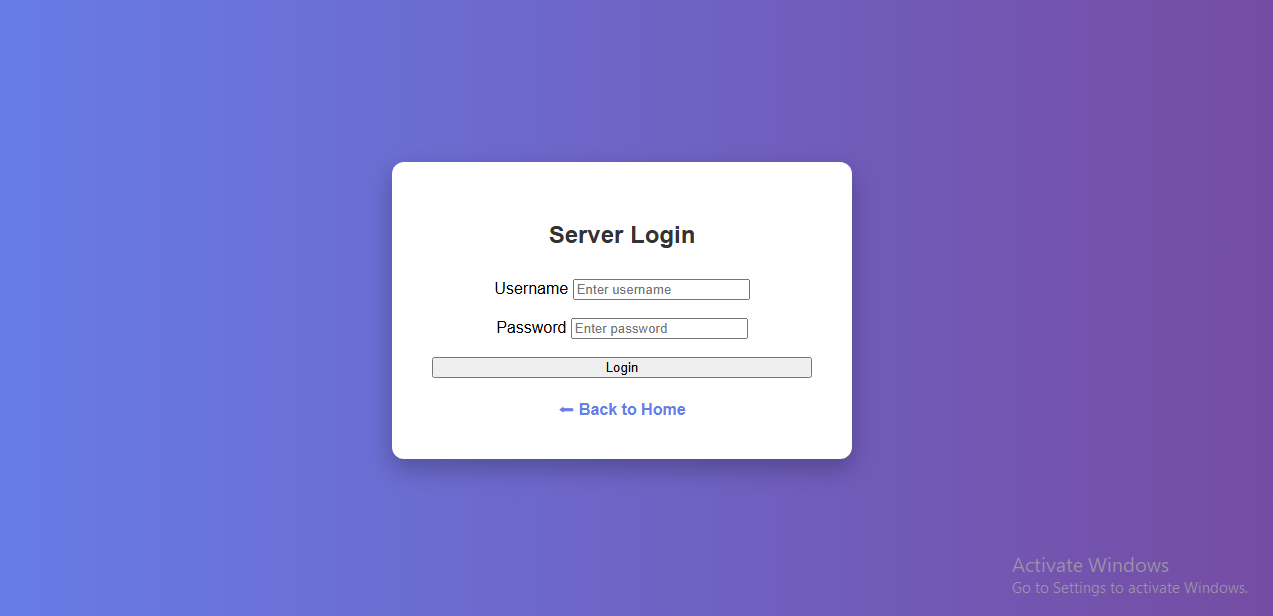 Server Login
Username Enter username
Password Enter password
Login
⬅ Back to Home
Activate Windows
Go to Settings to activate Windows.